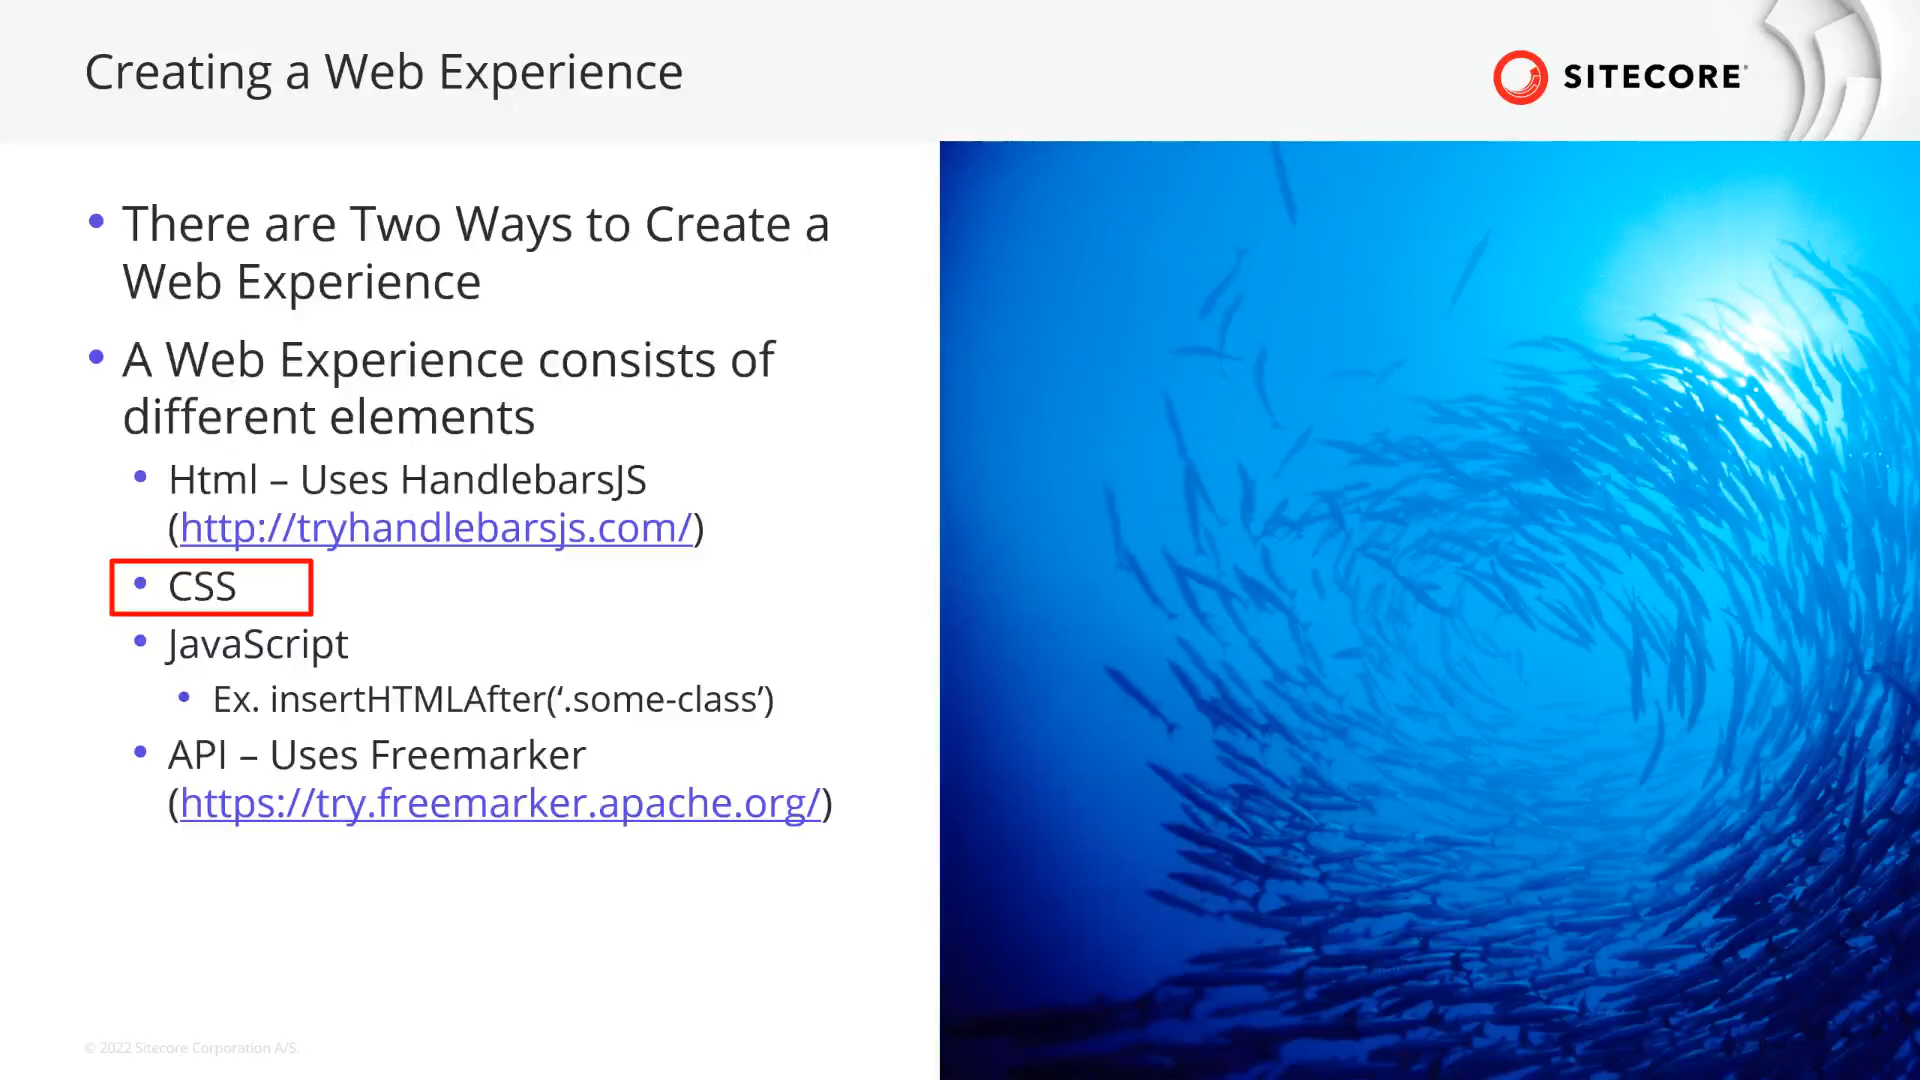 Creating a Web Experience
SITECORE
• There are Two Ways to Create a
Web Experience
• A Web Experience consists of
different elements
• Html – Uses HandlebarsJS
(http://tryhandlebarsjs.com/)
• CSS
• JavaScript
• Ex. insertHTMLAfter(‘.some-class’)
• API – Uses Freemarker
(https://try.freemarker.apache.org/)
© 2022 Sitecore Corporation A/S.